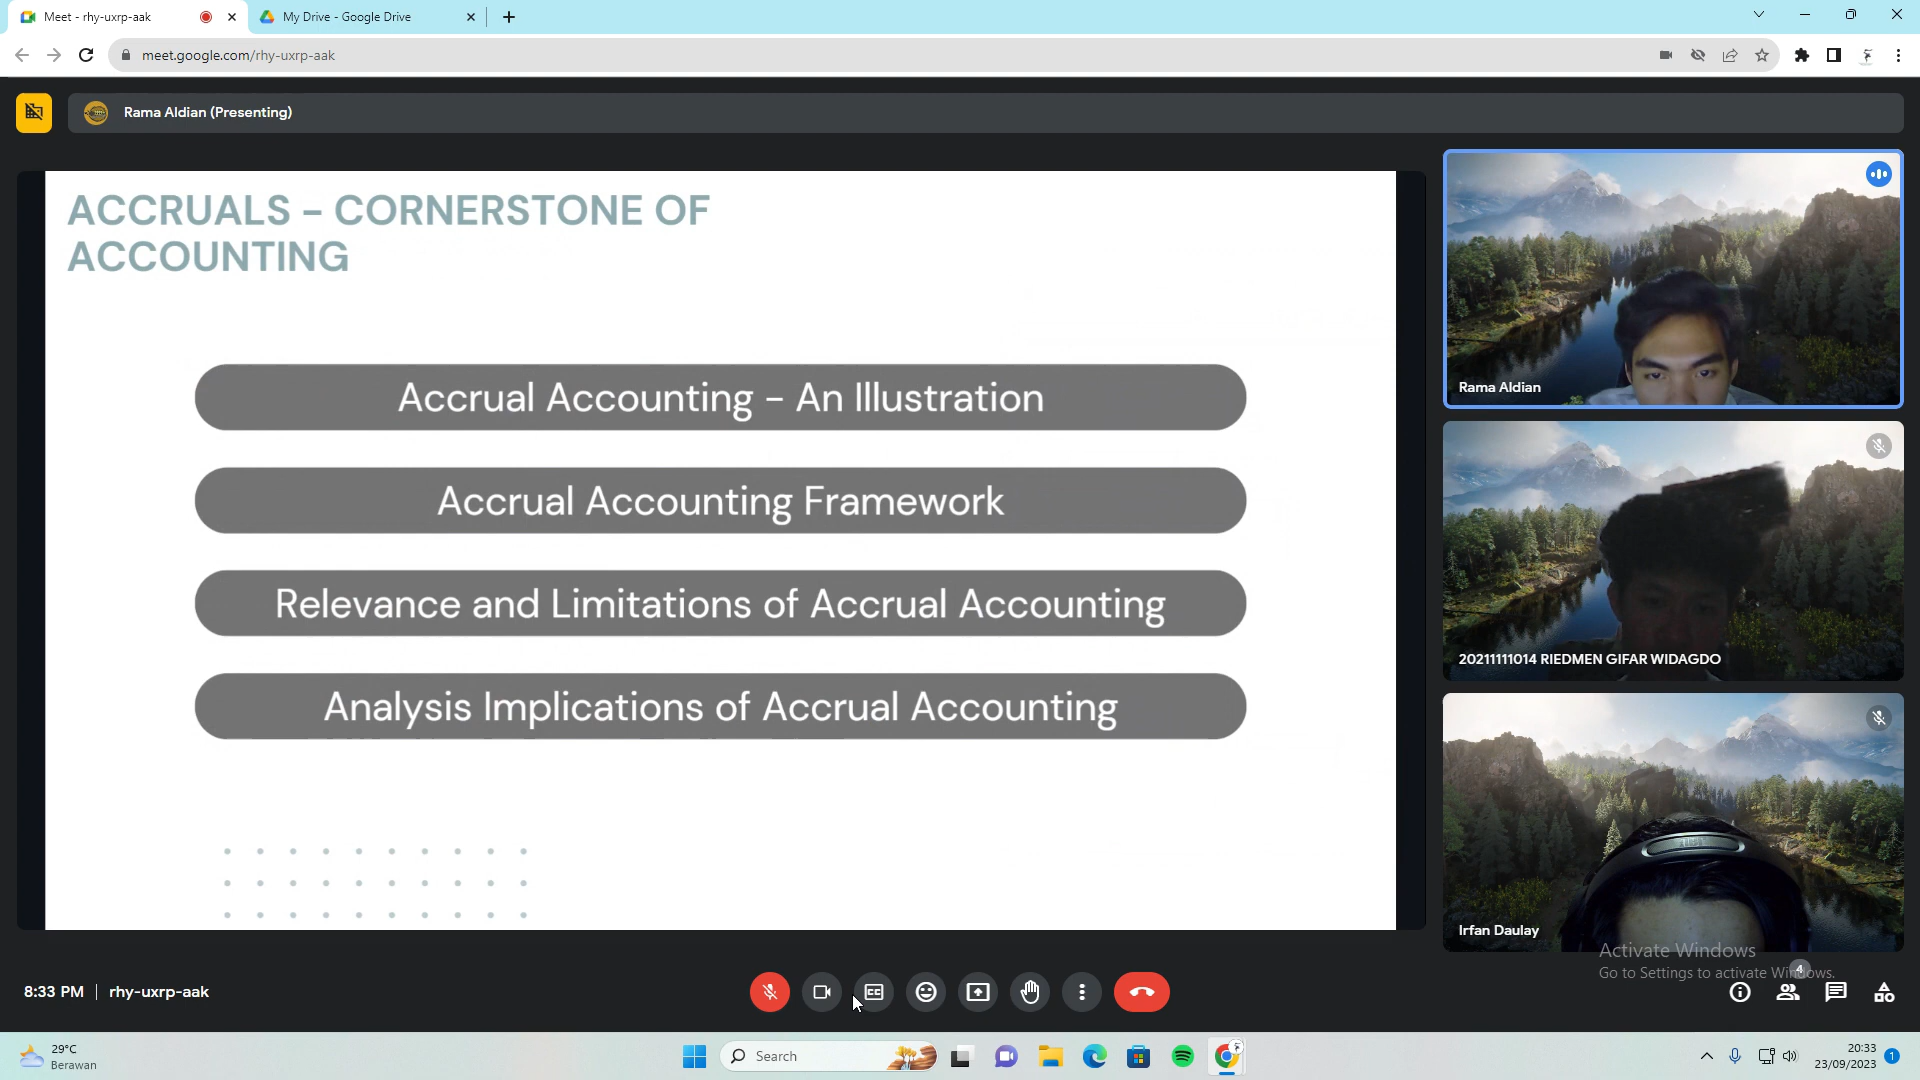 Meet - rhy-uxrp-aak
My Drive - Google Drive
meet.google.com/rhy-uxrp-aak
Rama Aldian (Presenting)
ACCRUALS – CORNERSTONE OF
ACCOUNTING
Accrual Accounting – An Illustration
Accrual Accounting Framework
Relevance and Limitations of Accrual Accounting
Analysis Implications of Accrual Accounting
Rama Aldian
20211111014 RIEDMEN GIFAR WIDAGDO
Irfan Daulay
Activate Windows
Go to Settings to activate Windows.
4
8:33 PM | rhy-uxrp-aak
29°C
Berawan
Search
20:33
23/09/2023
1